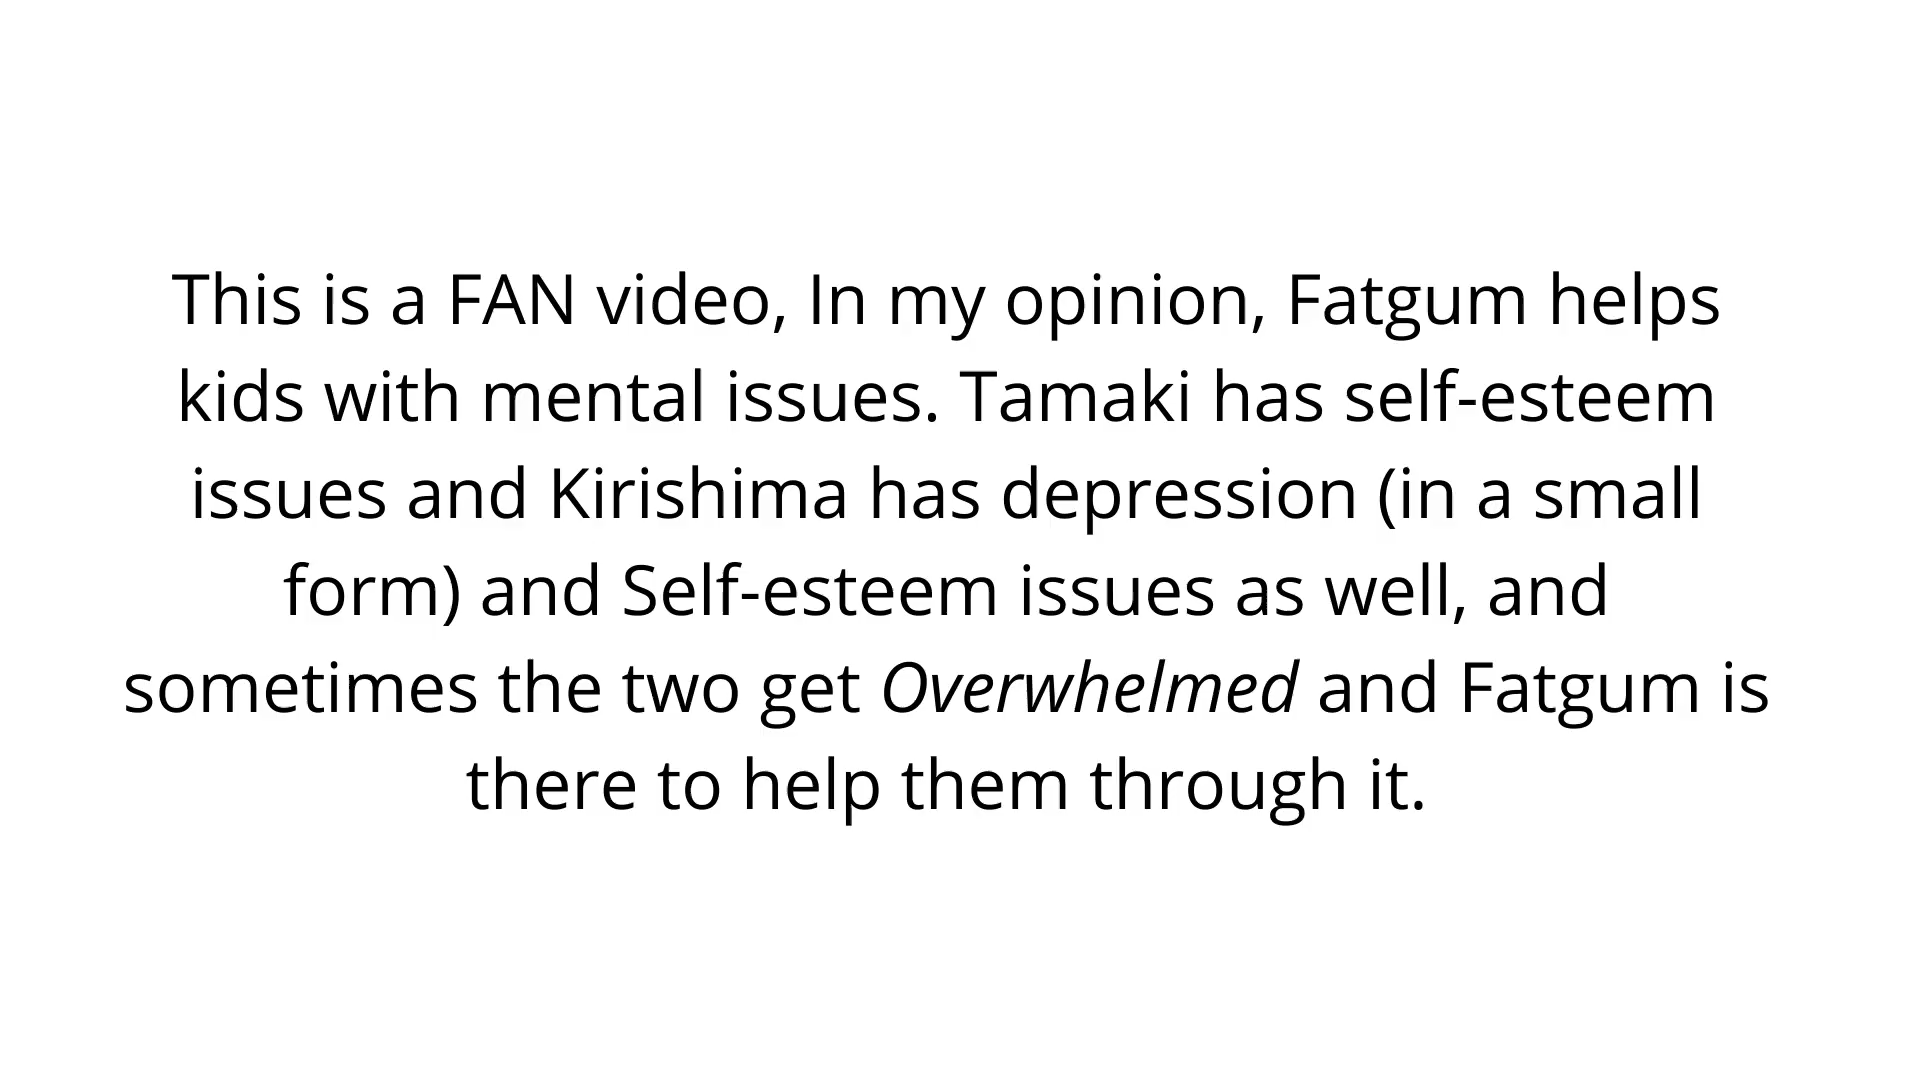 This is a FAN video, In my opinion, Fatgum helps
kids with mental issues. Tamaki has self-esteem
issues and Kirishima has depression (in a small
form) and Self-esteem issues as well, and
sometimes the two get Overwhelmed and Fatgum is
there to help them through it.